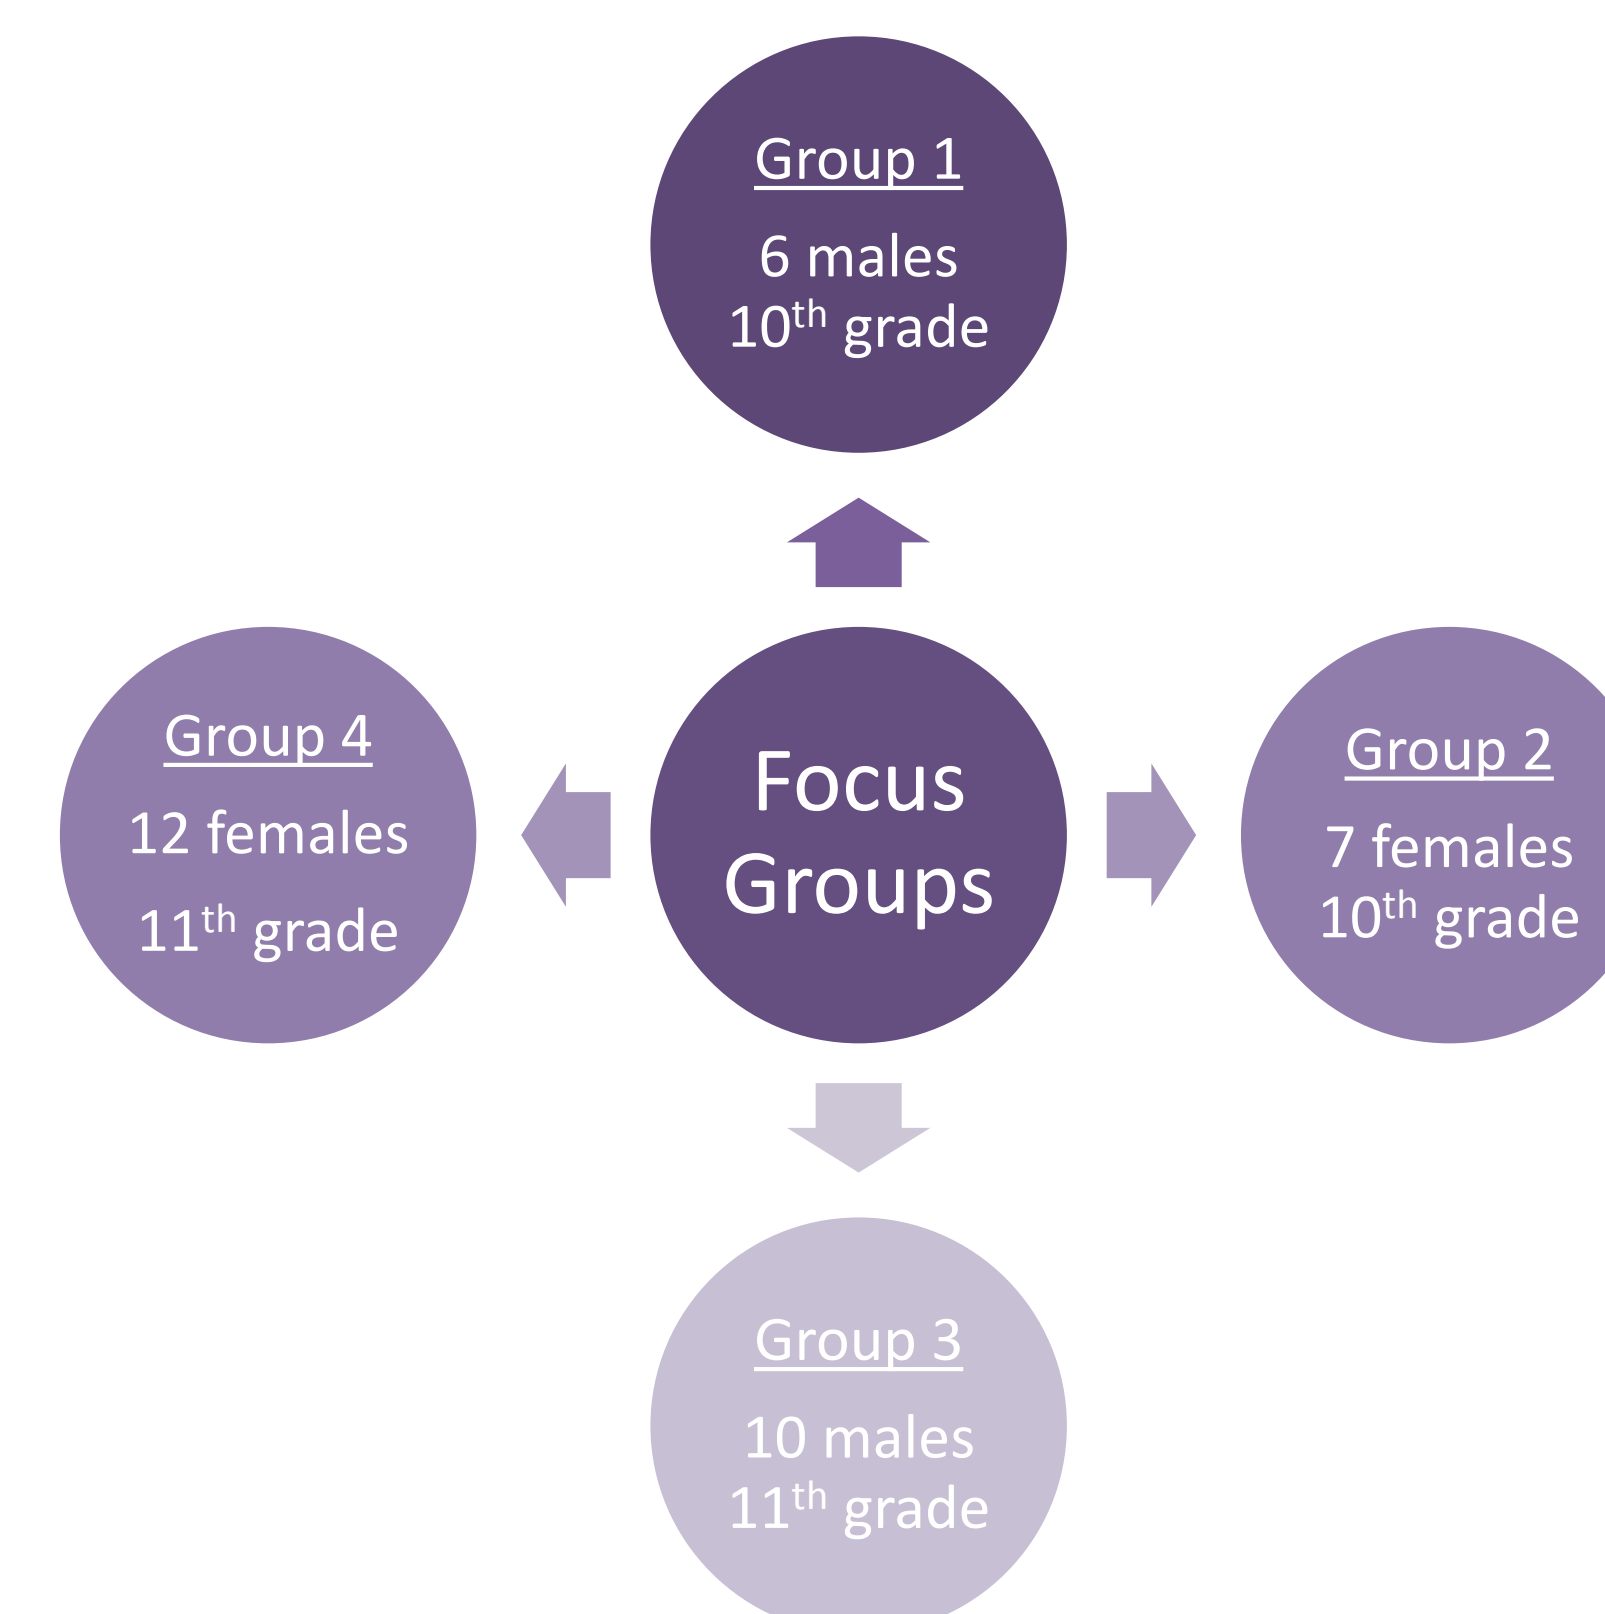 Group 1
6 males
10th grade
Group 4
12 females
11th grade
Focus
Groups
Group 2
7 females
10th grade
Group 3
10 males
11th grade